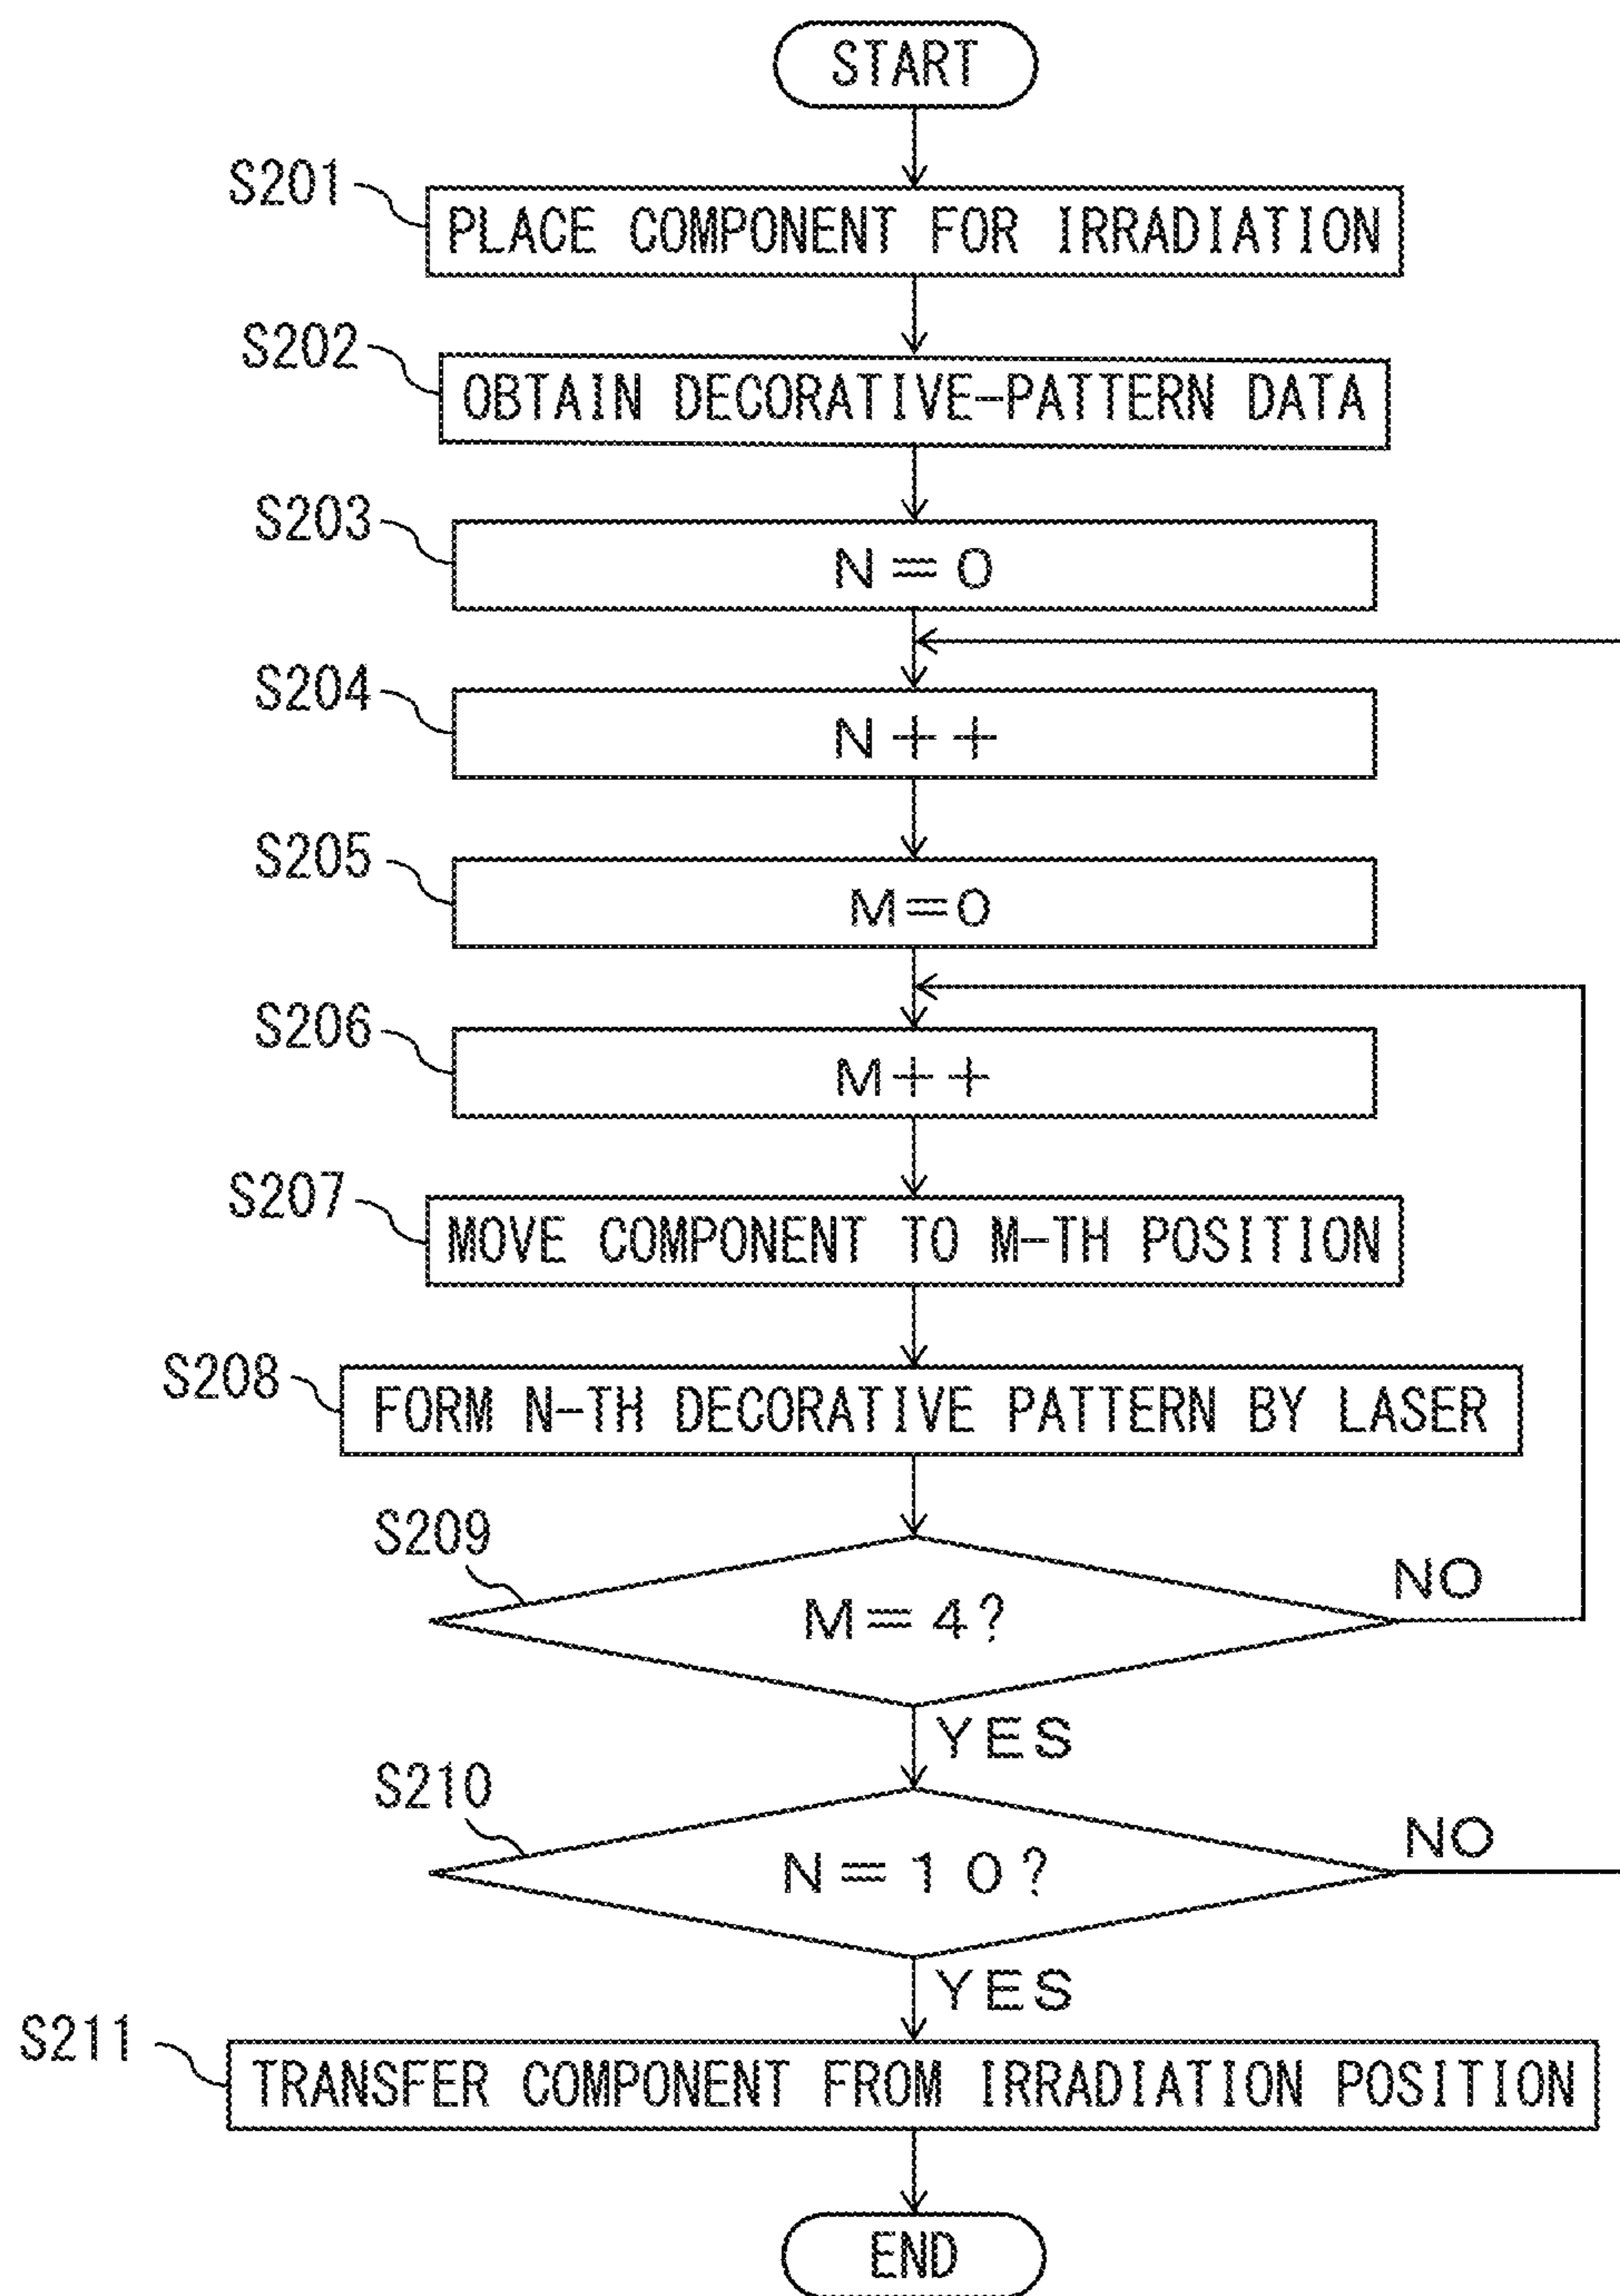 START
S201
PLACE COMPONENT FOR IRRADIATION
S202
OBTAIN DECORATIVE-PATTERN DATA
S203
N=0
S204
N++
S205
M=0
S206
M++
S207
MOVE COMPONENT TO M-TH POSITION
S208
FORM N-TH DECORATIVE PATTERN BY LASER
S209
M=4?
NO
YES
S210
N=10?
NO
YES
S211
TRANSFER COMPONENT FROM IRRADIATION POSITION
END